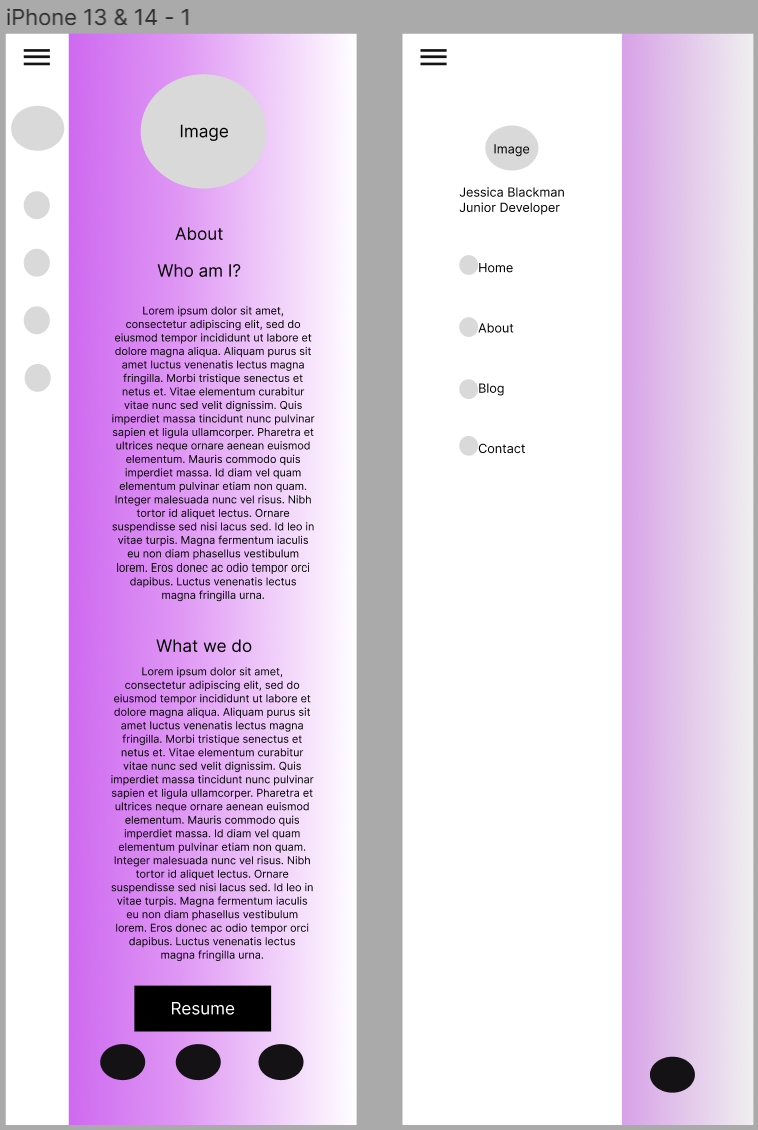 iPhone 13 & 14 - 1
Image
About
Who am I?
Lorem ipsum dolor sit amet,
consectetur adipiscing elit, sed do
eiusmod tempor incididunt ut labore et
dolore magna aliqua. Aliquam purus sit
amet luctus venenatis lectus magna
fringilla. Morbi tristique senectus et
netus et. Vitae elementum curabitur
vitae nunc sed velit dignissim. Quis
imperdiet massa tincidunt nunc pulvinar
sapien et ligula ullamcorper. Pharetra et
ultrices neque ornare aenean euismod
elementum. Mauris commodo quis
imperdiet massa. Id diam vel quam
elementum pulvinar etiam non quam.
Integer malesuada nunc vel risus. Nibh
tortor id aliquet lectus. Ornare
suspendisse sed nisi lacus sed. Id leo in
vitae turpis. Magna fermentum iaculis
eu non diam phasellus vestibulum
lorem. Eros donec ac odio tempor orci
dapibus. Luctus venenatis lectus
magna fringilla urna.
What we do
Lorem ipsum dolor sit amet,
consectetur adipiscing elit, sed do
eiusmod tempor incididunt ut labore et
dolore magna aliqua. Aliquam purus sit
amet luctus venenatis lectus magna
fringilla. Morbi tristique senectus et
netus et. Vitae elementum curabitur
vitae nunc sed velit dignissim. Quis
imperdiet massa tincidunt nunc pulvinar
sapien et ligula ullamcorper. Pharetra et
ultrices neque ornare aenean euismod
elementum. Mauris commodo quis
imperdiet massa. Id diam vel quam
elementum pulvinar etiam non quam.
Integer malesuada nunc vel risus. Nibh
tortor id aliquet lectus. Ornare
suspendisse sed nisi lacus sed. Id leo in
vitae turpis. Magna fermentum iaculis
eu non diam phasellus vestibulum
lorem. Eros donec ac odio tempor orci
dapibus. Luctus venenatis lectus
magna fringilla urna.
Resume
Image
Jessica Blackman
Junior Developer
Home
About
Blog
Contact